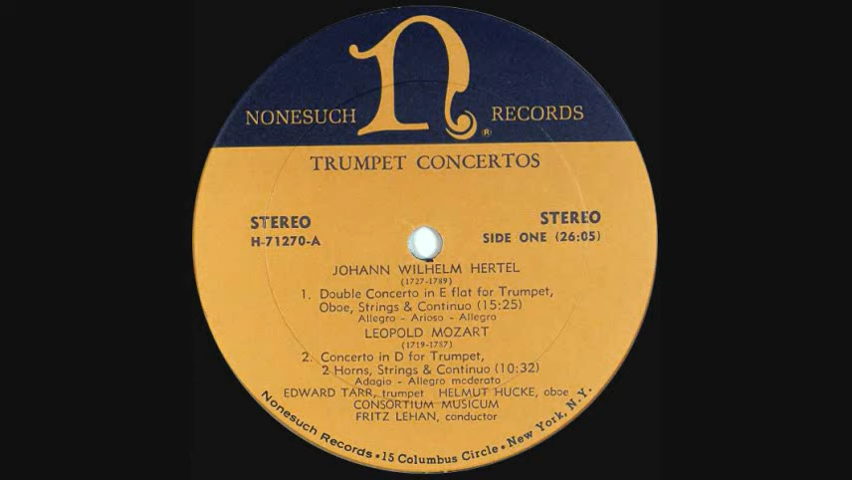 n
NONESUCH RECORDS
®
TRUMPET CONCERTOS
STEREO
H-71270-A
STEREO
SIDE ONE (26:05)
JOHANN WILHELM HERTEL
(1727-1789)
1. Double Concerto in E flat for Trumpet,
Oboe, Strings & Continuo (15:25)
Allegro - Arioso - Allegro
LEOPOLD MOZART
(1719-1787)
2. Concerto in D for Trumpet,
2 Horns, Strings & Continuo (10:32)
Adagio - Allegro moderato
EDWARD TARR, trumpet HELMUT HUCKE, oboe
CONSORTIUM MUSICUM
FRITZ LEHAN, conductor
Nonesuch Records • 15 Columbus Circle • New York, N.Y.